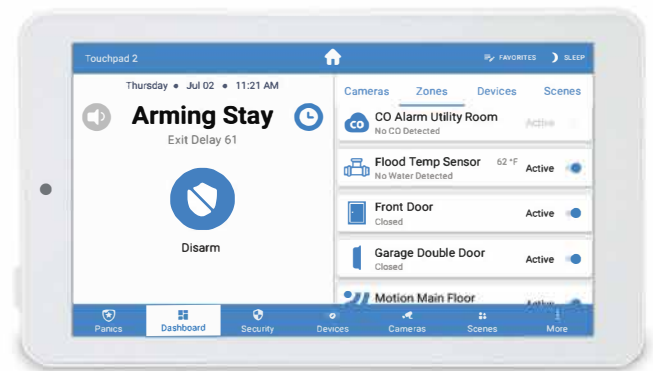 Touchpad 2
FAVORITES
SLEEP
Thursday • Jul 02 • 11:21 AM
Arming Stay
Exit Delay 61
Disarm
Cameras Zones Devices Scenes
CO
CO Alarm Utility Room
No CO Detected
Active
Flood Temp Sensor 62 °F
No Water Detected
Active
Front Door
Closed
Active
Garage Double Door
Closed
Active
Motion Main Floor
Active
Panics Dashboard Security Devices Cameras Scenes More